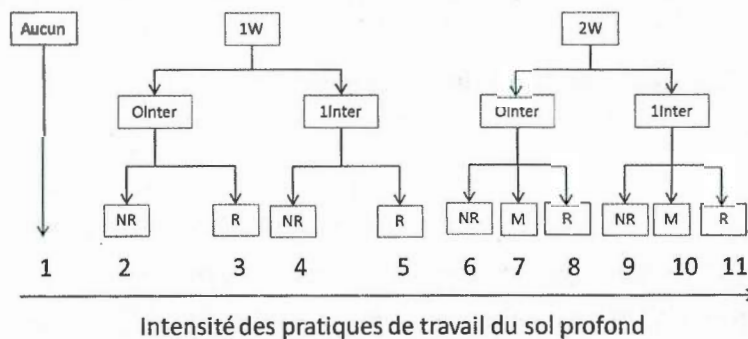 Aucun 1W 2W
0Inter 1Inter 0Inter 1Inter
NR R NR R NR M R NR M R
1 2 3 4 5 6 7 8 9 10 11
Intensité des pratiques de travail du sol profond